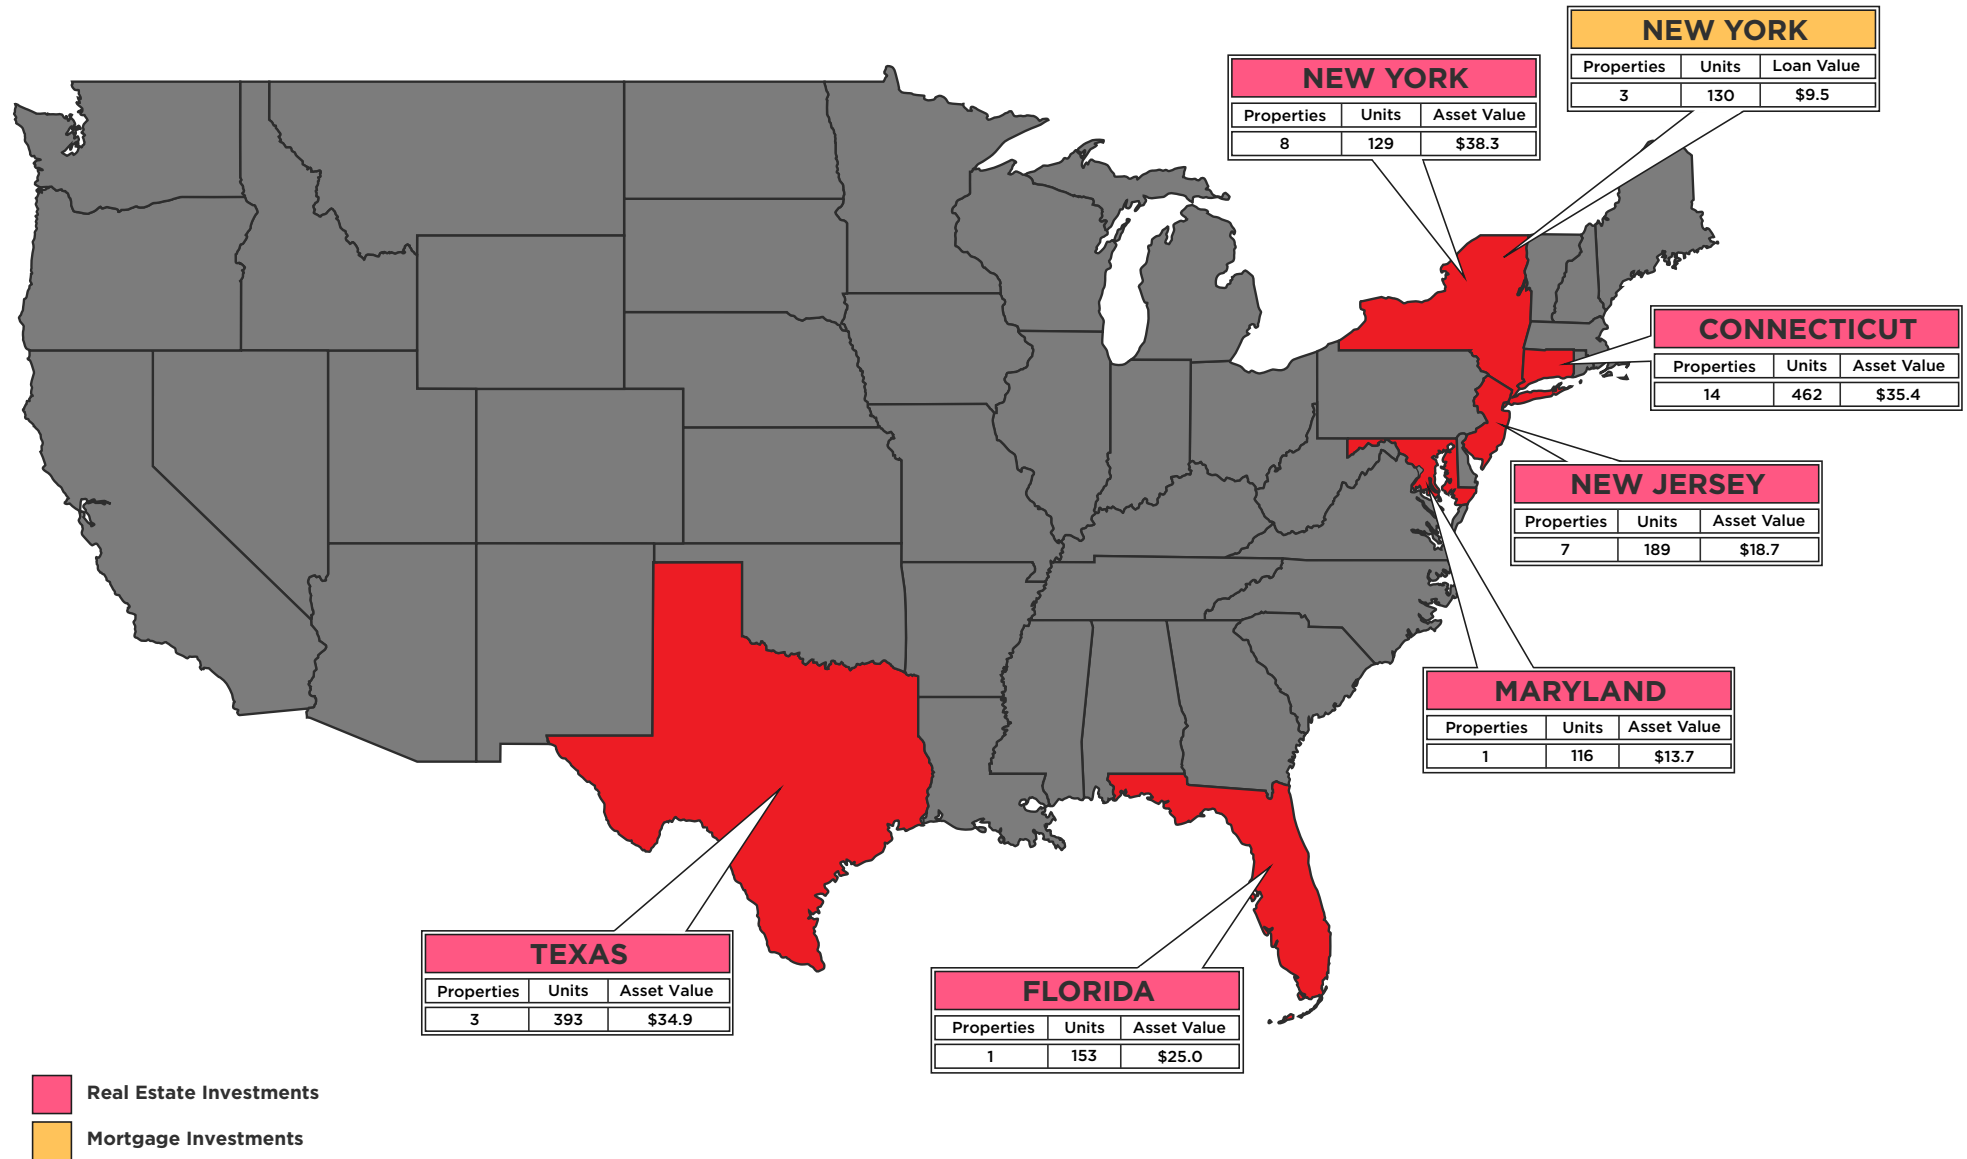 NEW YORK
Properties Units Loan Value
3 130 $9.5
NEW YORK
Properties Units Asset Value
8 129 $38.3
CONNECTICUT
Properties Units Asset Value
14 462 $35.4
NEW JERSEY
Properties Units Asset Value
7 189 $18.7
MARYLAND
Properties Units Asset Value
1 116 $13.7
TEXAS
Properties Units Asset Value
3 393 $34.9
FLORIDA
Properties Units Asset Value
1 153 $25.0
Real Estate Investments
Mortgage Investments